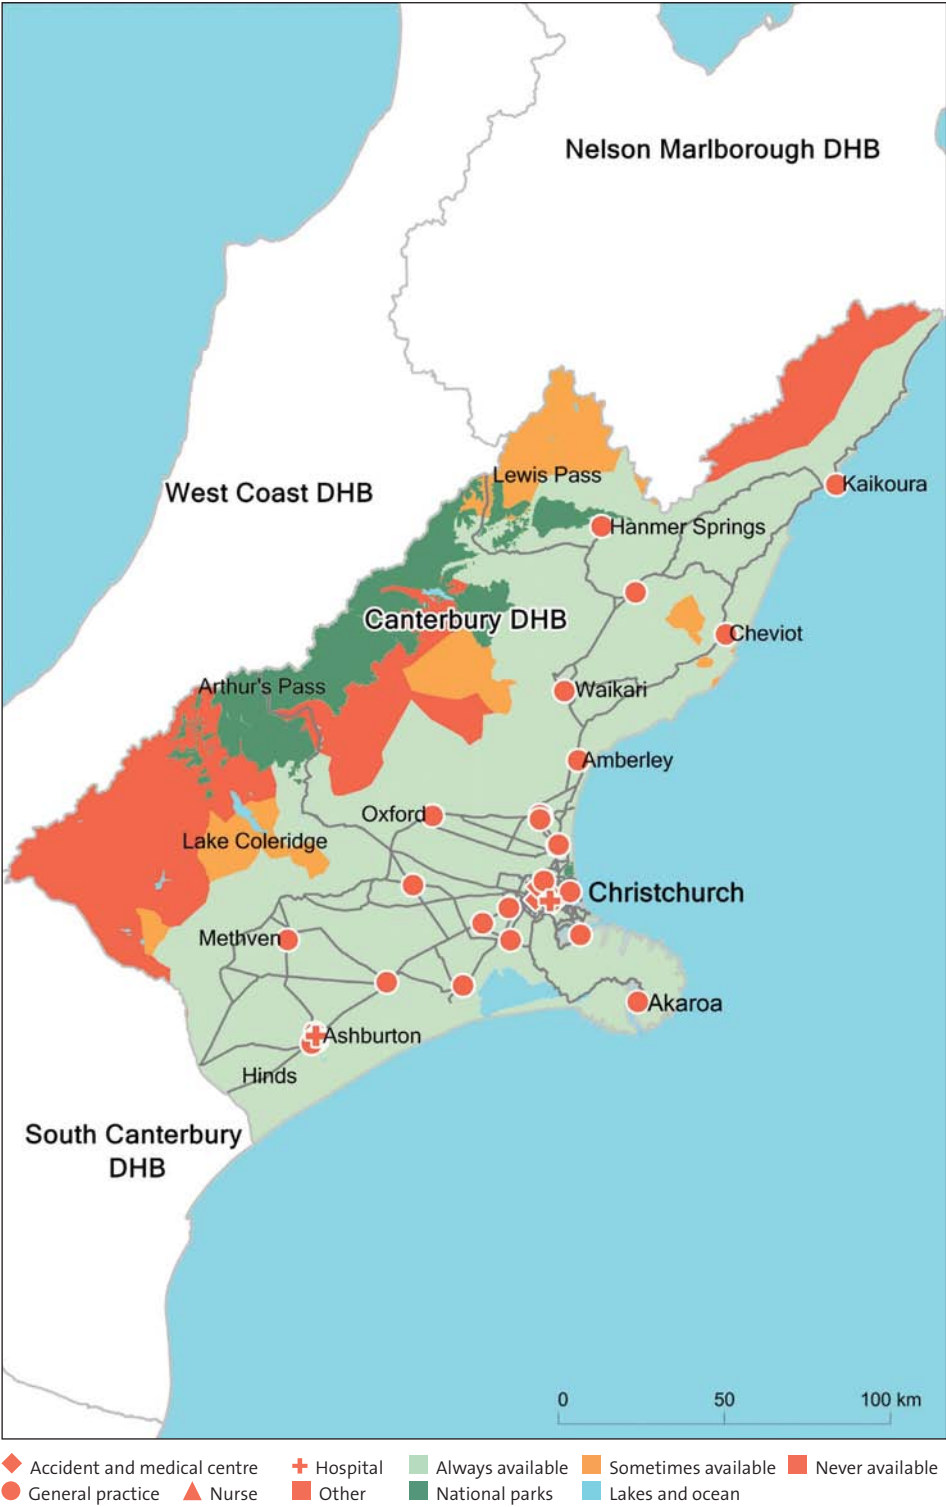 Nelson Marlborough DHB
Kaikoura
Lewis Pass
West Coast DHB
Hanmer Springs
Canterbury DHB
Cheviot
Arthur's Pass
Waikari
Amberley
Oxford
Lake Coleridge
Christchurch
Methven
Akaroa
Ashburton
Hinds
South Canterbury
DHB
0 50 100 km
Accident and medical centre Hospital Always available Sometimes available Never available
General practice Nurse Other National parks Lakes and ocean